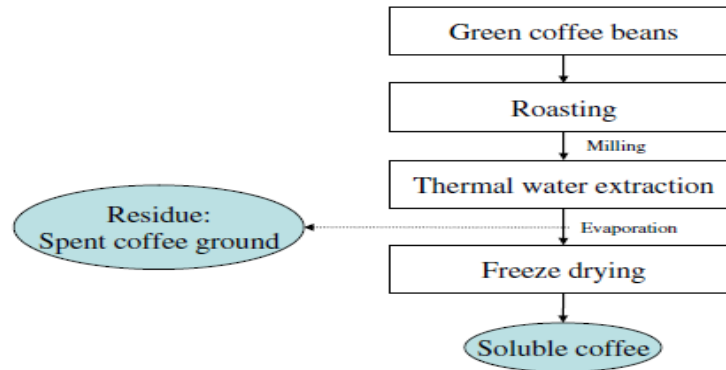 Green coffee beans
Roasting
Milling
Thermal water extraction
Residue:
Spent coffee ground
Evaporation
Freeze drying
Soluble coffee